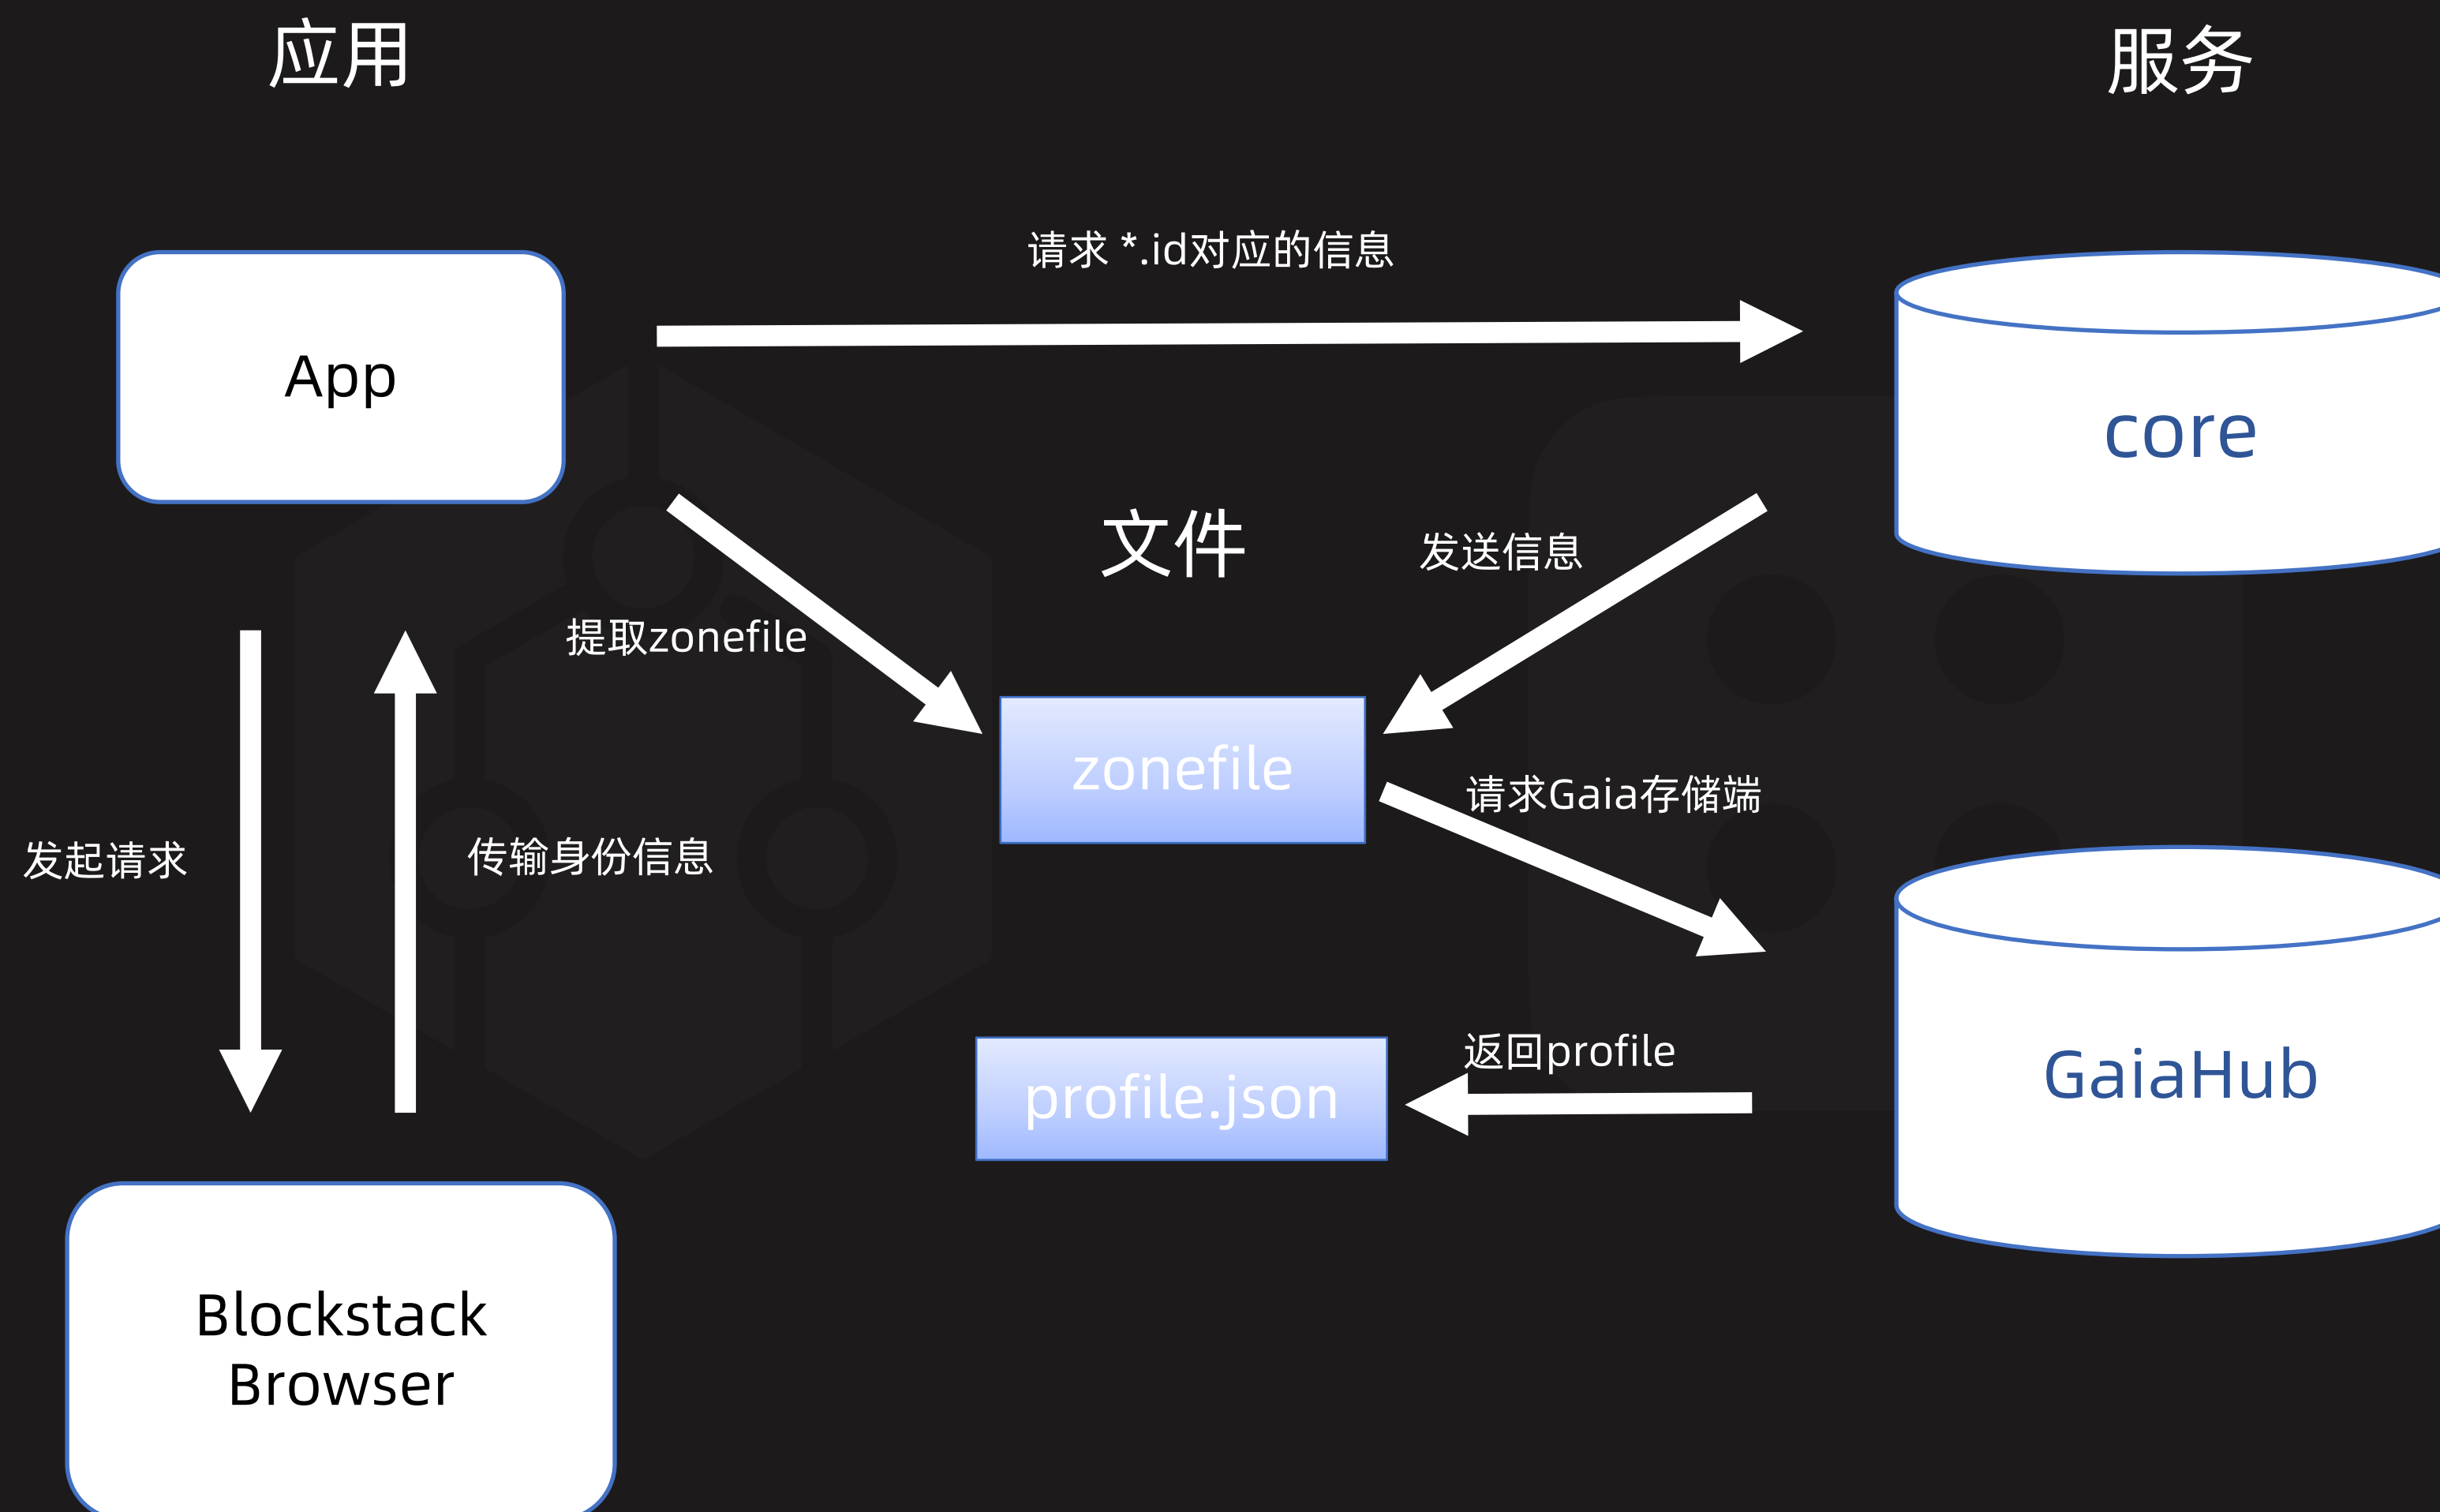 应用
服务
请求 *.id对应的信息
App
core
文件
发送信息
提取zonefile
zonefile
请求Gaia存储端
发起请求
传输身份信息
返回profile
profile.json
GaiaHub
Blockstack
Browser